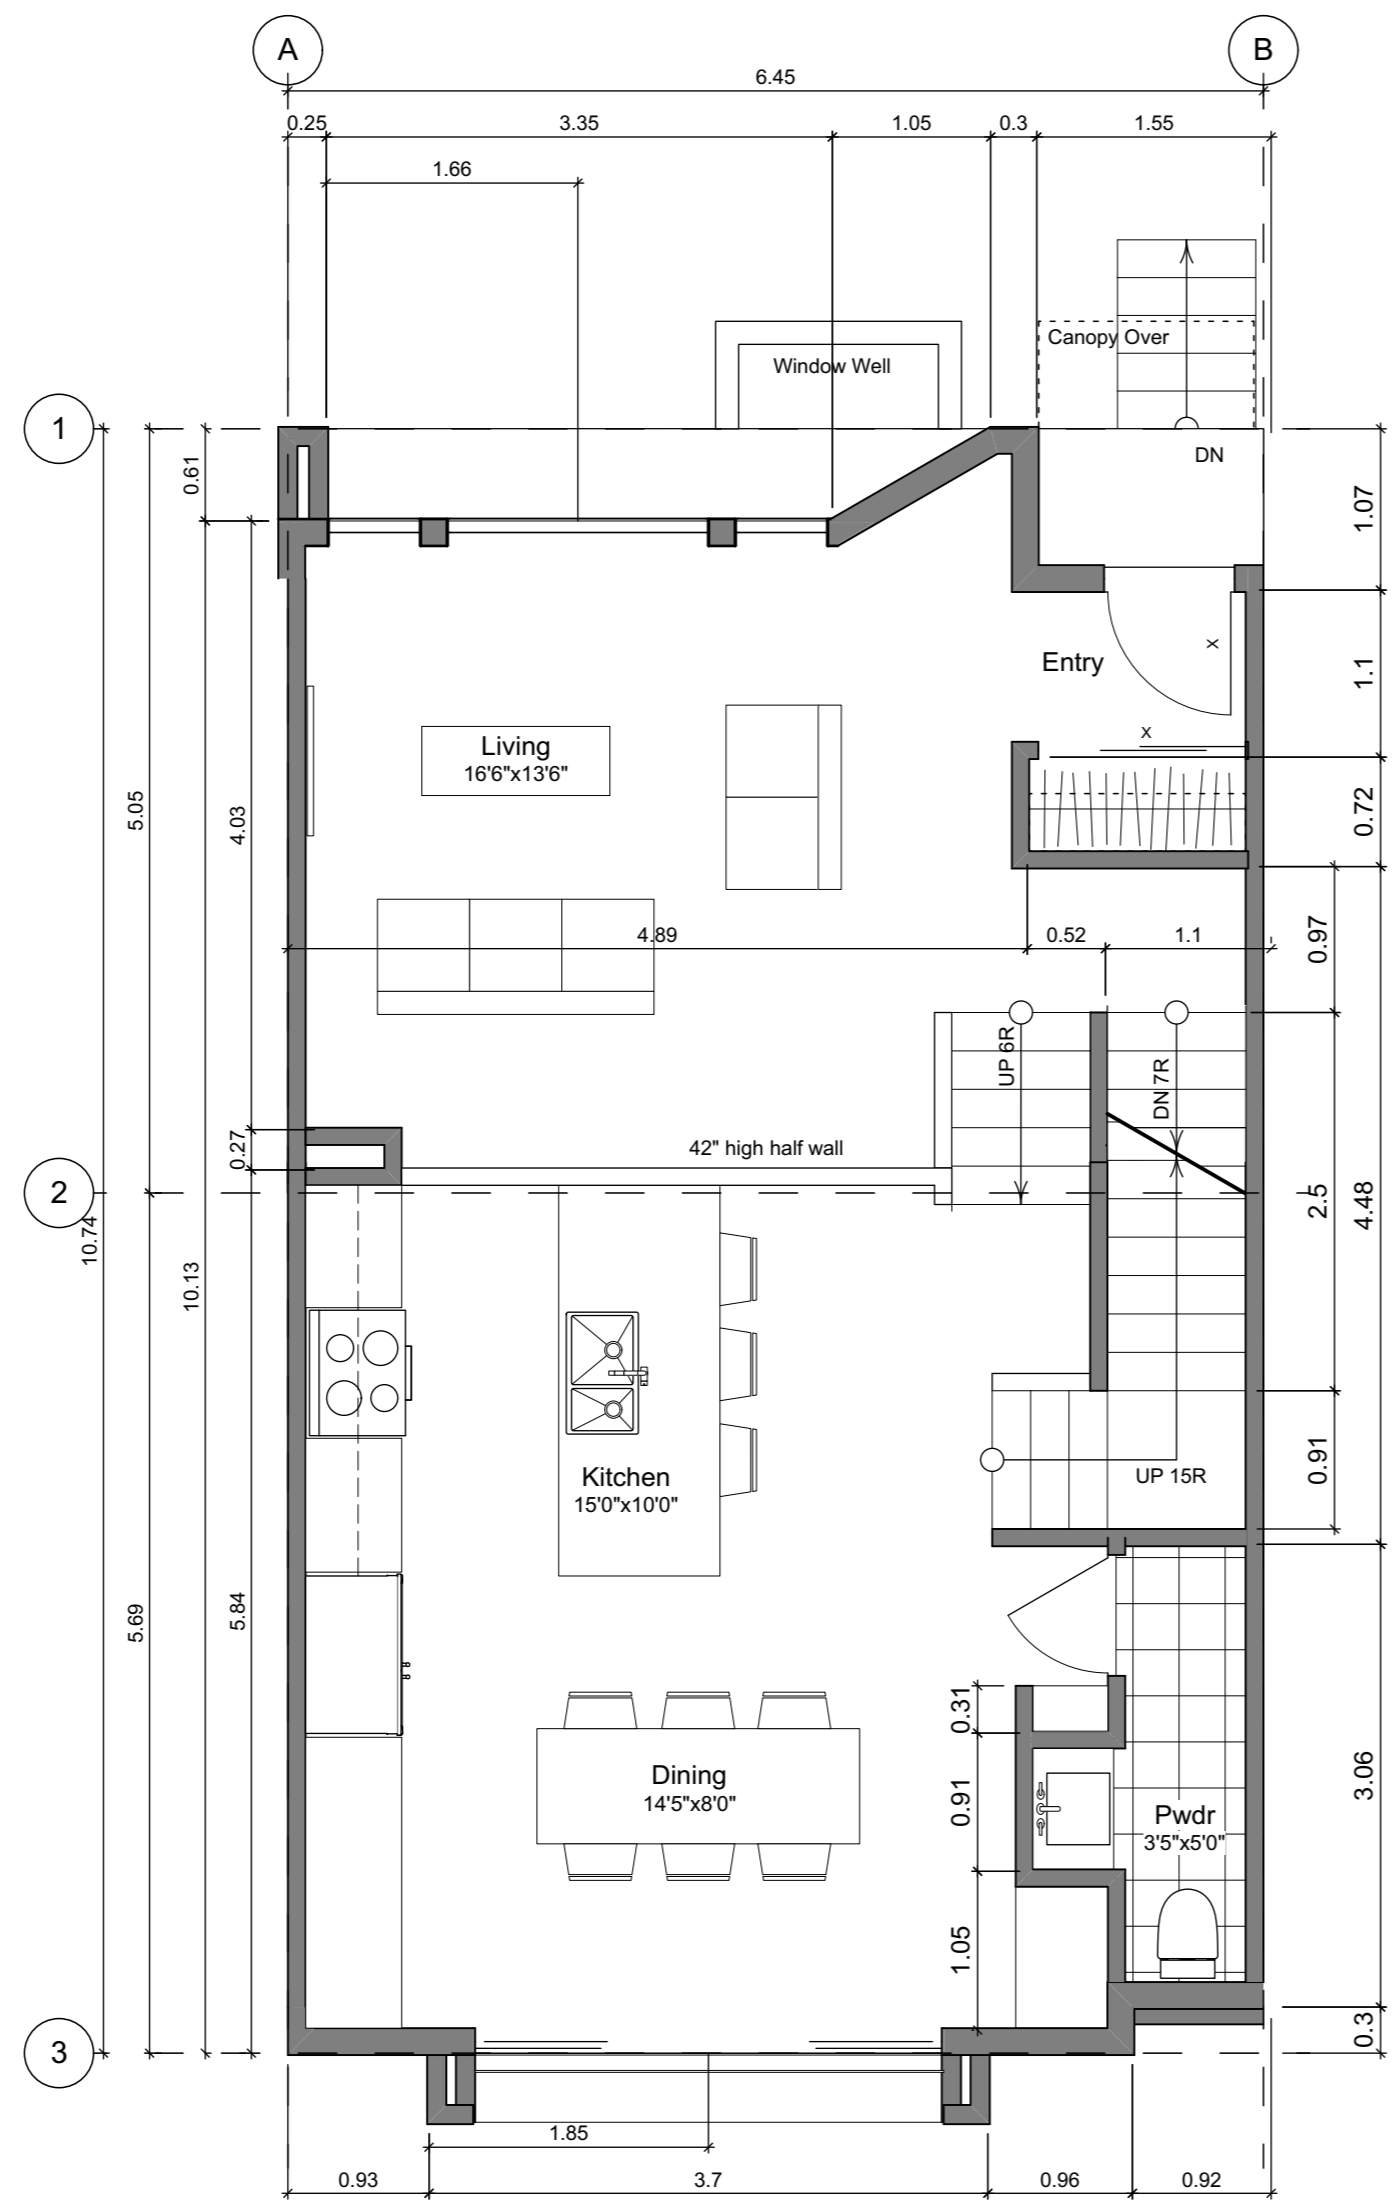 A
B
6.45
0.25
3.35
1.05
0.3
1.55
1.66
Canopy Over
Window Well
1
DN
0.61
1.07
Entry
X
1.1
X
Living
16'6"x13'6"
5.05
4.03
0.72
4.89
0.52
1.1
0.97
UP 6R
DN 7R
0.27
42" high half wall
2
10.74
2.5
4.48
10.13
UP 15R
0.91
Kitchen
15'0"x10'0"
5.69
5.84
0.31
Dining
14'5"x8'0"
0.91
Pwdr
3'5"x5'0"
3.06
1.05
3
0.3
1.85
0.93
3.7
0.96
0.92